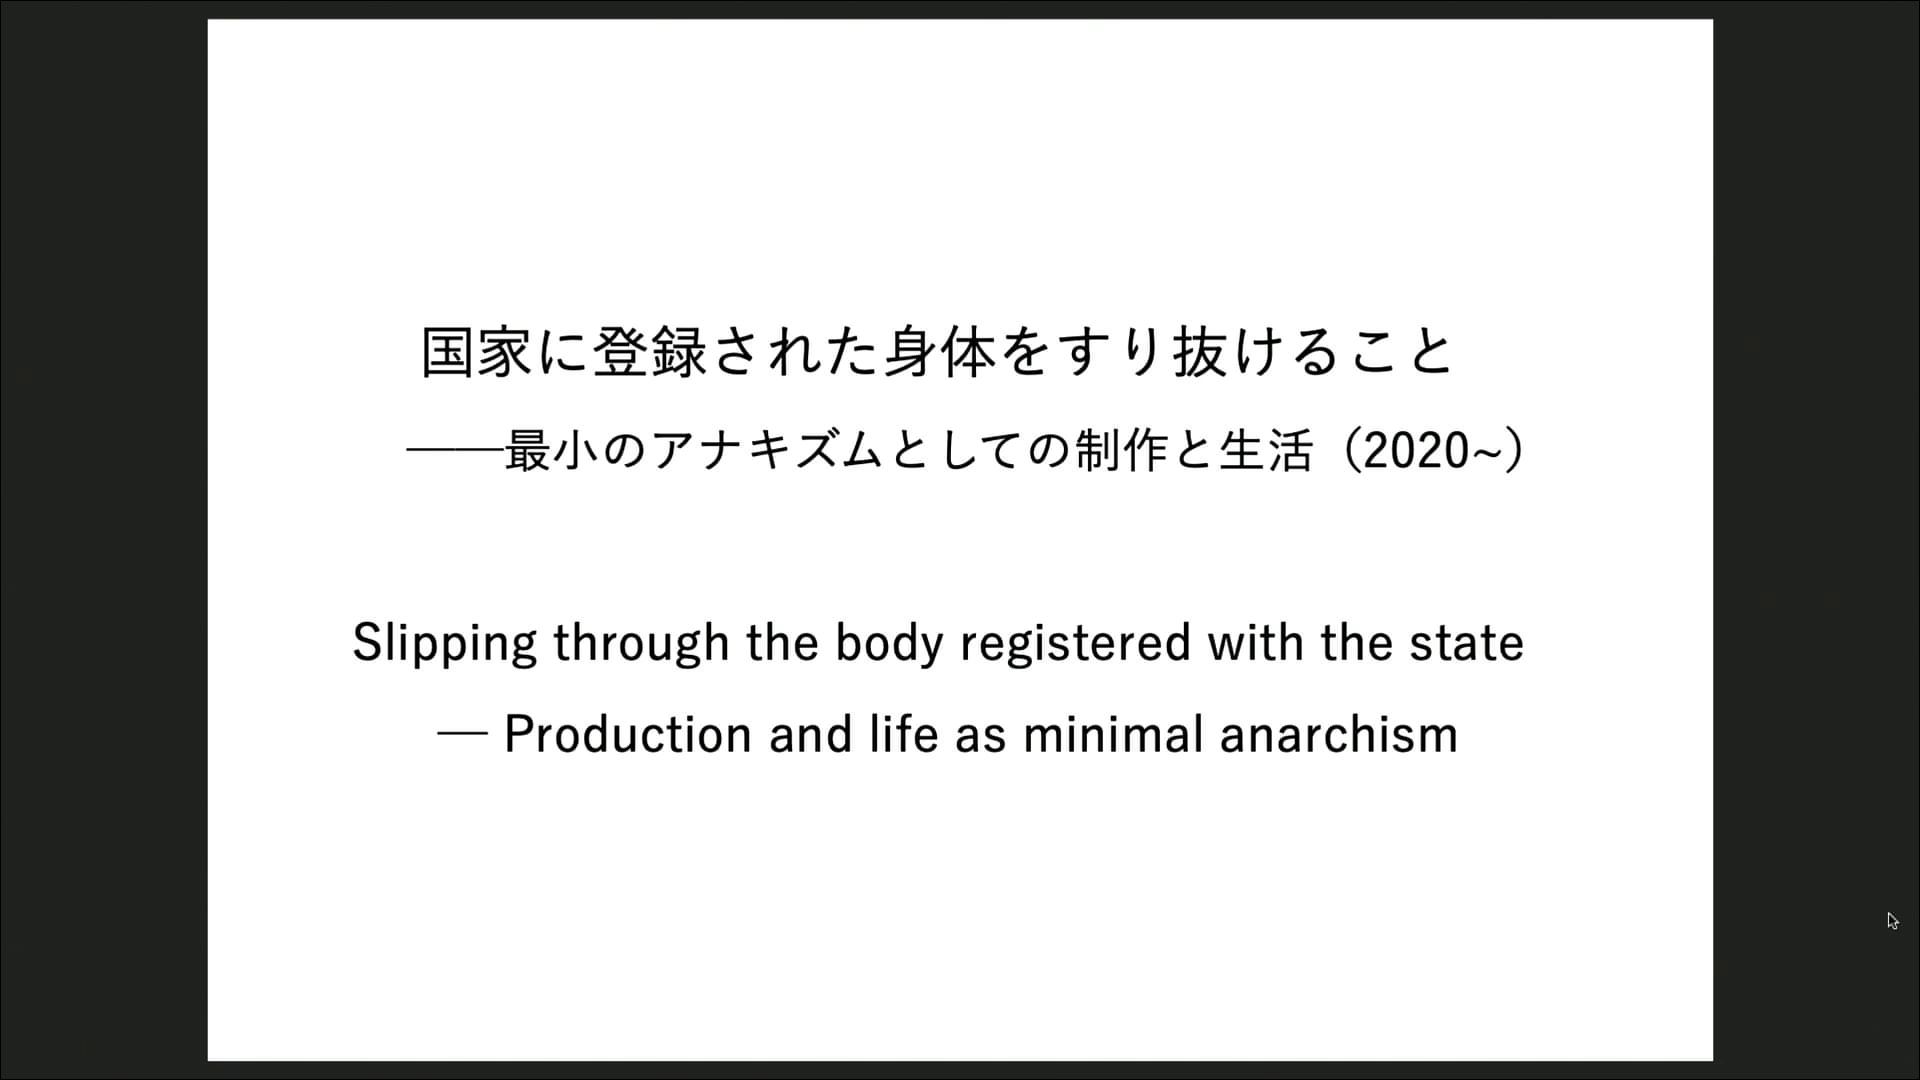 国家に登録された身体をすり抜けること
——最小のアナキズムとしての制作と生活（2020~）
Slipping through the body registered with the state
— Production and life as minimal anarchism